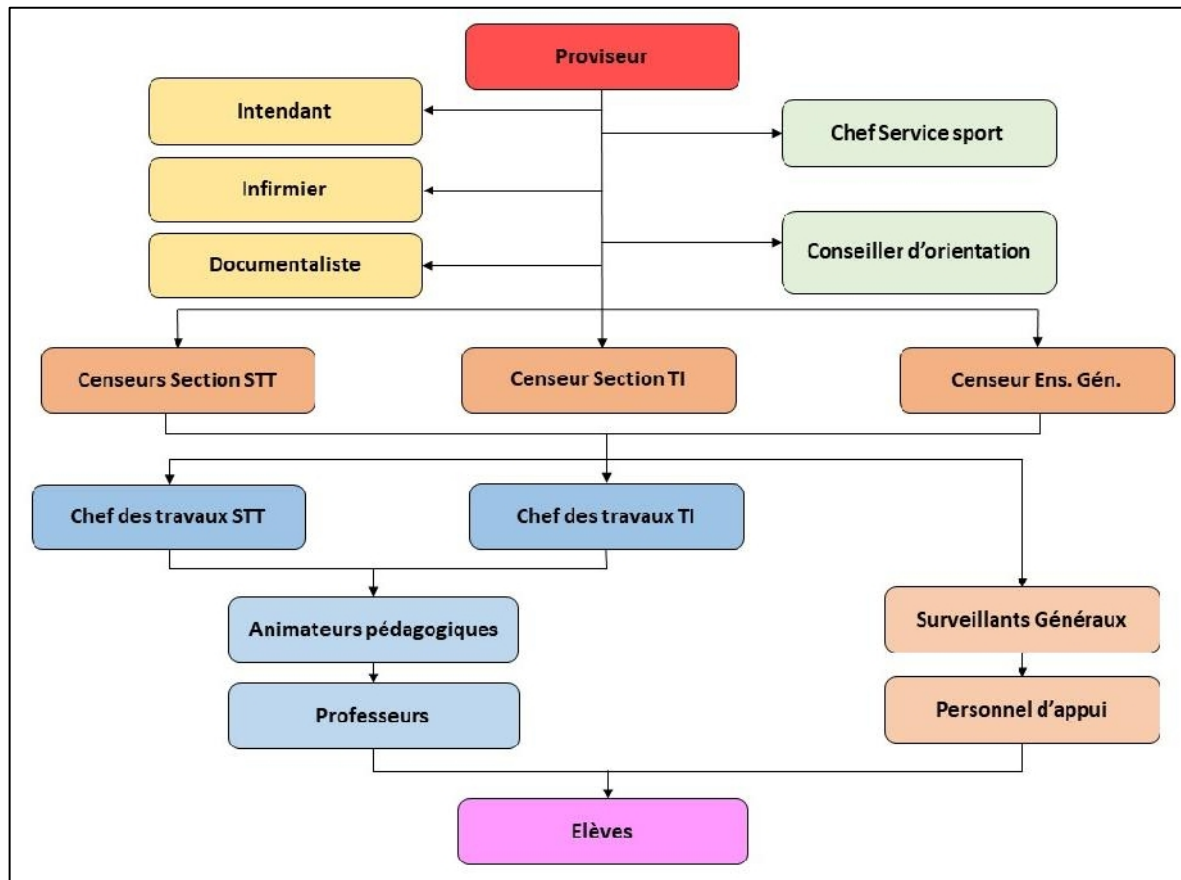 Proviseur
Intendant
Chef Service sport
Infirmier
Conseiller d'orientation
Documentaliste
Censeurs Section STT
Censeur Section TI
Censeur Ens. Gén.
Chef des travaux STT
Chef des travaux TI
Animateurs pédagogiques
Surveillants Généraux
Professeurs
Personnel d'appui
Elèves